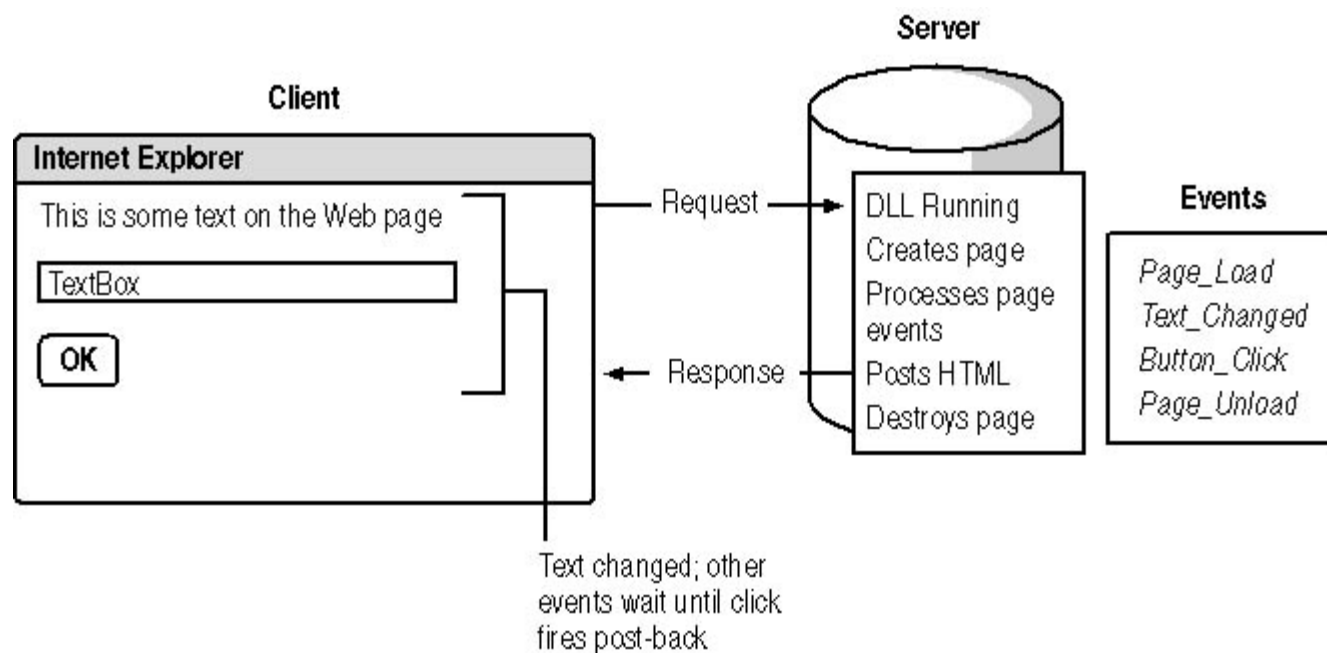 Client
Internet Explorer
This is some text on the Web page
TextBox
OK
Text changed; other
events wait until click
fires post-back
Request
Response
Server
DLL Running
Creates page
Processes page
events
Posts HTML
Destroys page
Events
Page_Load
Text_Changed
Button_Click
Page_Unload